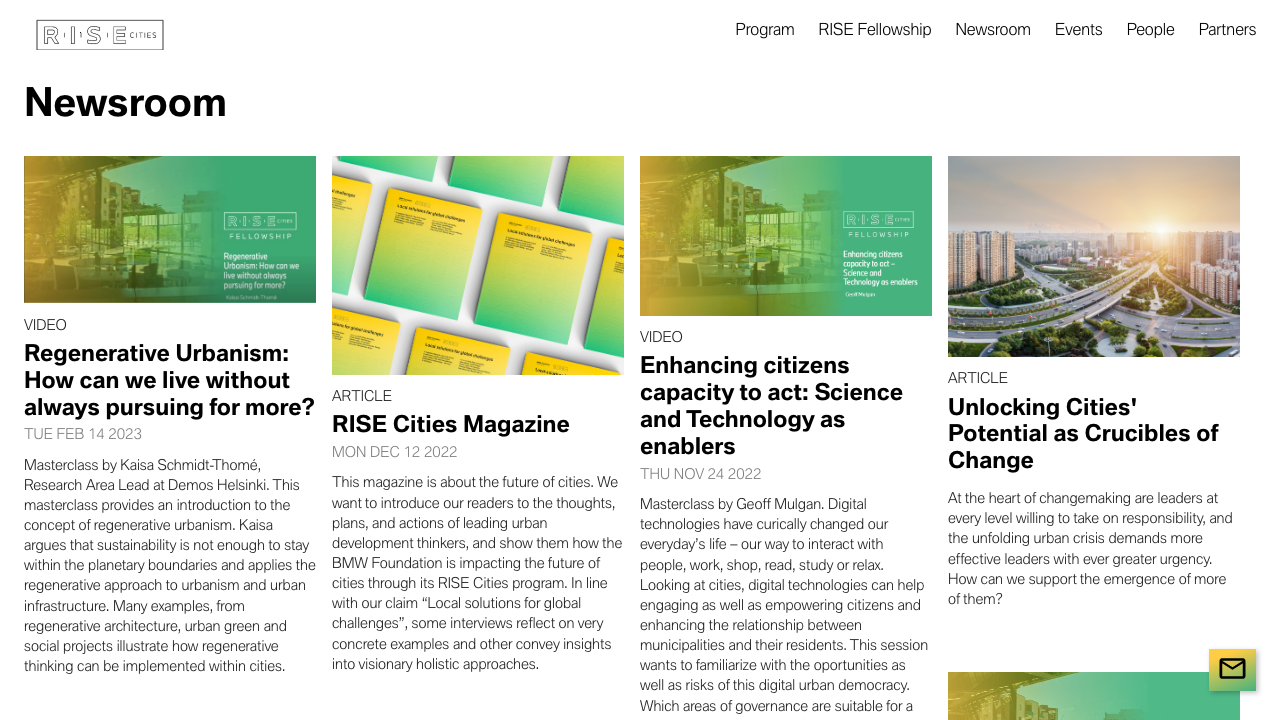 RISE CITIES
Program
RISE Fellowship
Newsroom
Events
People
Partners
Newsroom
RISE CITIES
FELLOWSHIP
Regenerative
Urbanism: How can we
live without always
pursuing for more?
Kaisa Schmidt-Thomé
VIDEO
Regenerative Urbanism:
How can we live without
always pursuing for more?
TUE FEB 14 2023
Masterclass by Kaisa Schmidt-Thomé,
Research Area Lead at Demos Helsinki. This
masterclass provides an introduction to the
concept of regenerative urbanism. Kaisa
argues that sustainability is not enough to stay
within the planetary boundaries and applies the
regenerative approach to urbanism and urban
infrastructure. Many examples, from
regenerative architecture, urban green and
social projects illustrate how regenerative
thinking can be implemented within cities.
Local solutions for global challenges
Local solutions for global challenges
Local solutions for global challenges
ARTICLE
RISE Cities Magazine
MON DEC 12 2022
This magazine is about the future of cities. We
want to introduce our readers to the thoughts,
plans, and actions of leading urban
development thinkers, and show them how the
BMW Foundation is impacting the future of
cities through its RISE Cities program. In line
with our claim “Local solutions for global
challenges”, some interviews reflect on very
concrete examples and other convey insights
into visionary holistic approaches.
RISE CITIES
FELLOWSHIP
Enhancing citizens
capacity to act –
Science and
Technology as enablers
Geoff Mulgan
VIDEO
Enhancing citizens
capacity to act: Science
and Technology as
enablers
THU NOV 24 2022
Masterclass by Geoff Mulgan. Digital
technologies have curically changed our
everyday’s life – our way to interact with
people, work, shop, read, study or relax.
Looking at cities, digital technologies can help
engaging as well as empowering citizens and
enhancing the relationship between
municipalities and their residents. This session
wants to familiarize with the oportunities as
well as risks of this digital urban democracy.
Which areas of governance are suitable for a
ARTICLE
Unlocking Cities'
Potential as Crucibles of
Change
At the heart of changemaking are leaders at
every level willing to take on responsibility, and
the unfolding urban crisis demands more
effective leaders with ever greater urgency.
How can we support the emergence of more
of them?